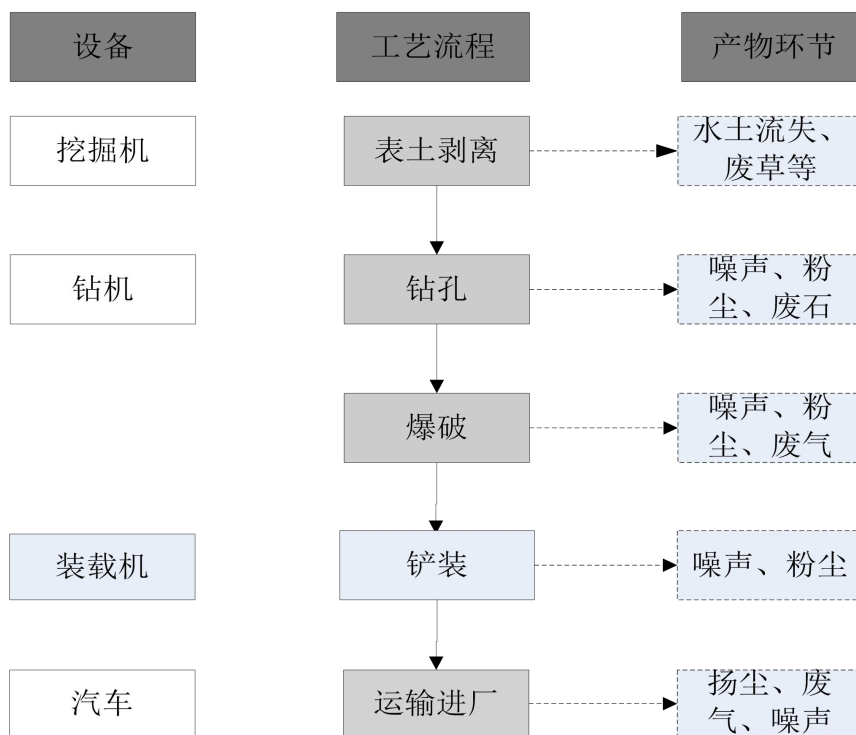 设备 工艺流程 产物环节
挖掘机 表土剥离 水土流失、
废草等
钻机 钻孔 噪声、粉
尘、废石
爆破 噪声、粉
尘、废气
装载机 铲装 噪声、粉尘
汽车 运输进厂 扬尘、废
气、噪声